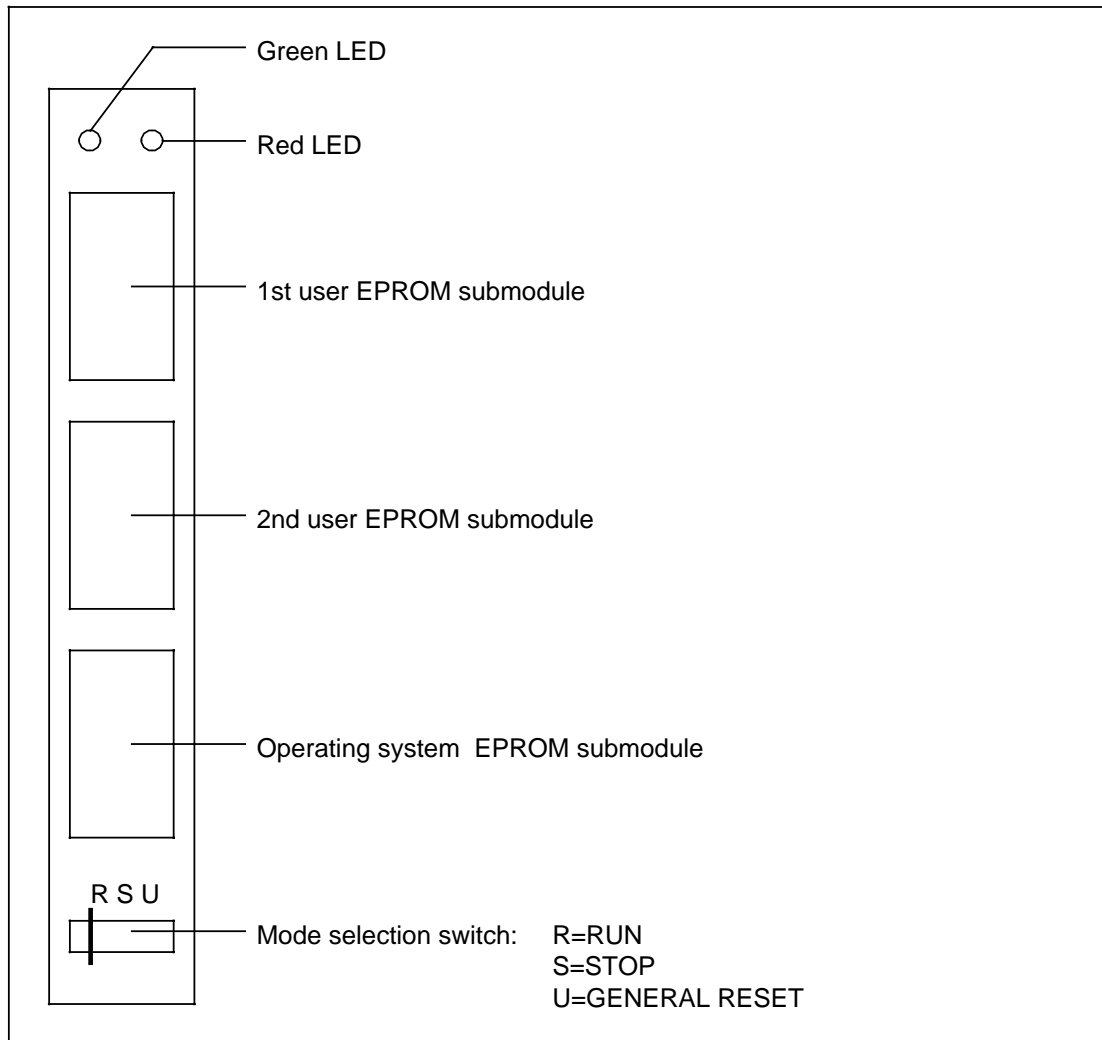 Green LED
Red LED
1st user EPROM submodule
2nd user EPROM submodule
Operating system  EPROM submodule
R S U
Mode selection switch: R=RUN
S=STOP
U=GENERAL RESET